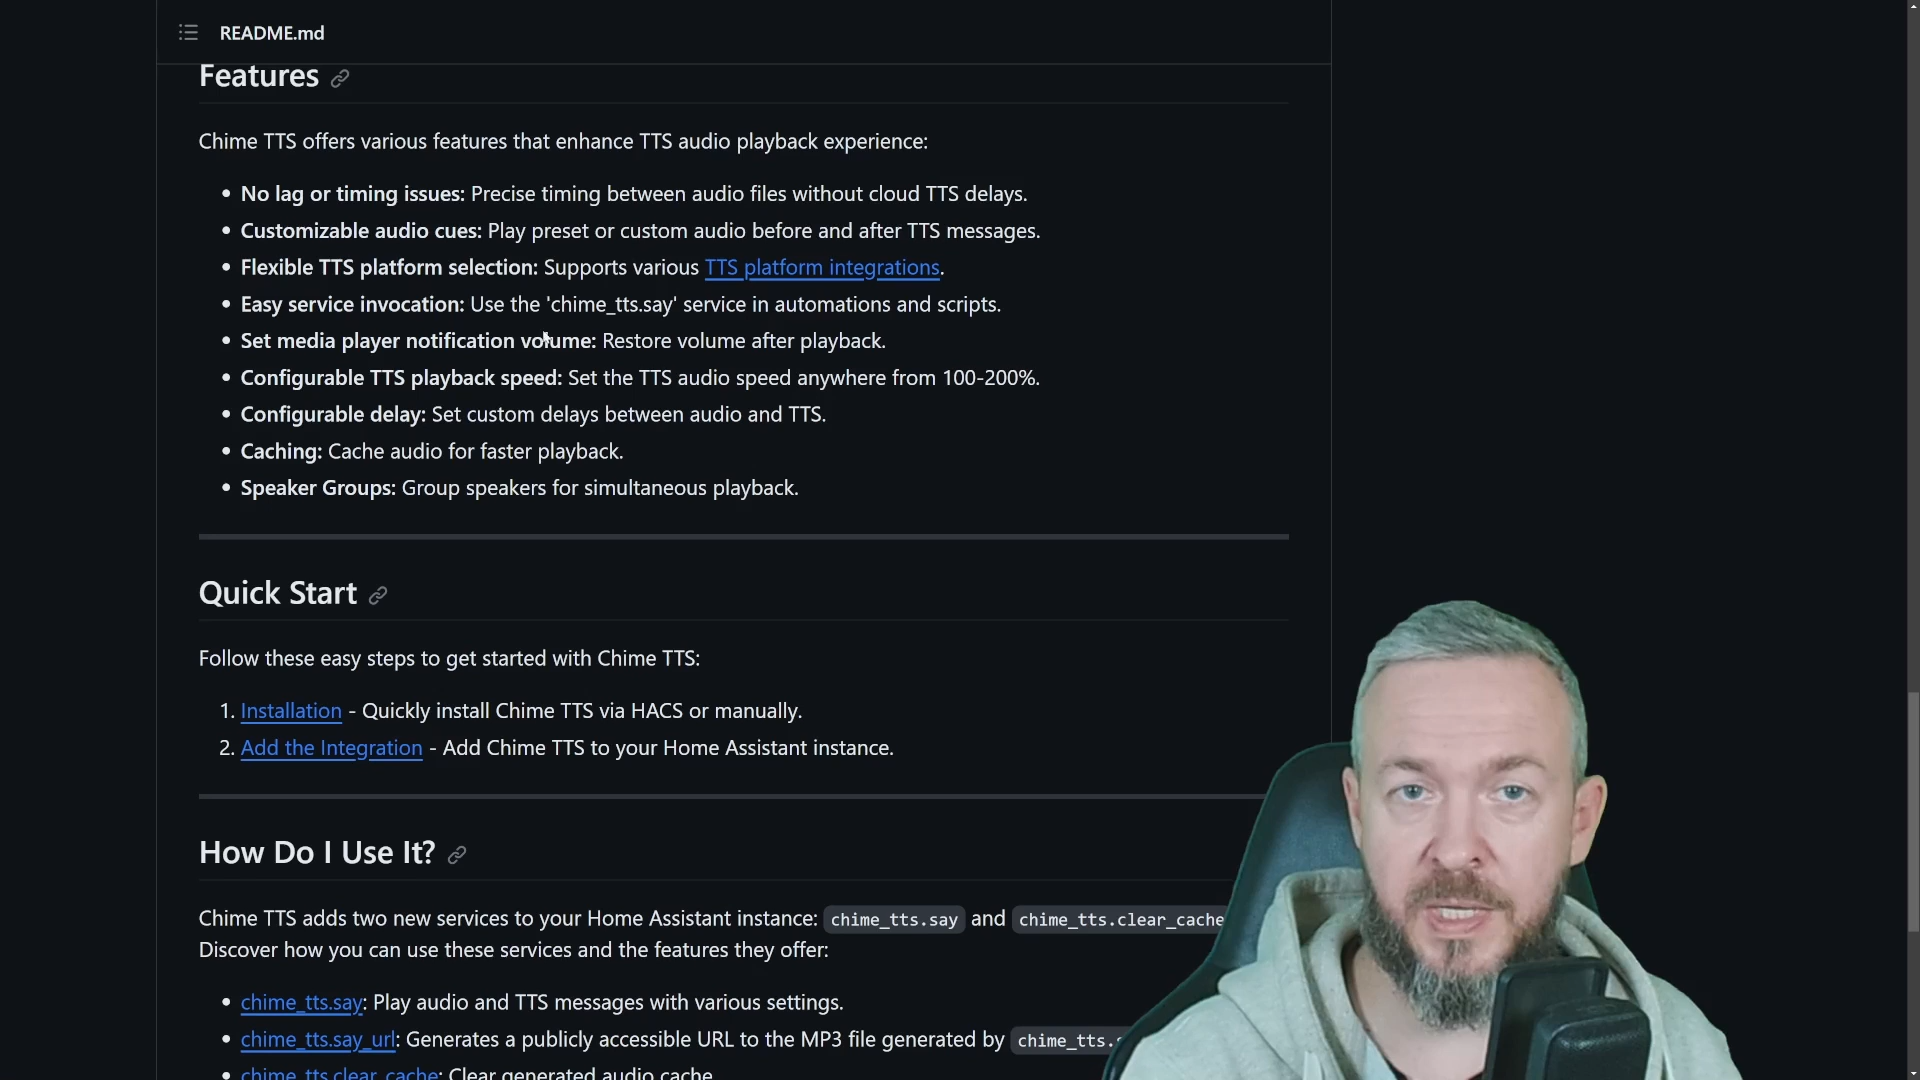 README.md
Features
Chime TTS offers various features that enhance TTS audio playback experience:
• No lag or timing issues: Precise timing between audio files without cloud TTS delays.
• Customizable audio cues: Play preset or custom audio before and after TTS messages.
• Flexible TTS platform selection: Supports various TTS platform integrations.
• Easy service invocation: Use the 'chime_tts.say' service in automations and scripts.
• Set media player notification volume: Restore volume after playback.
• Configurable TTS playback speed: Set the TTS audio speed anywhere from 100-200%.
• Configurable delay: Set custom delays between audio and TTS.
• Caching: Cache audio for faster playback.
• Speaker Groups: Group speakers for simultaneous playback.
Quick Start
Follow these easy steps to get started with Chime TTS:
1. Installation - Quickly install Chime TTS via HACS or manually.
2. Add the Integration - Add Chime TTS to your Home Assistant instance.
How Do I Use It?
Chime TTS adds two new services to your Home Assistant instance: chime_tts.say and chime_tts.clear_cache
Discover how you can use these services and the features they offer:
• chime_tts.say: Play audio and TTS messages with various settings.
• chime_tts.say_url: Generates a publicly accessible URL to the MP3 file generated by chime_tts.
• chime_tts.clear_cache: Clear generated audio cache